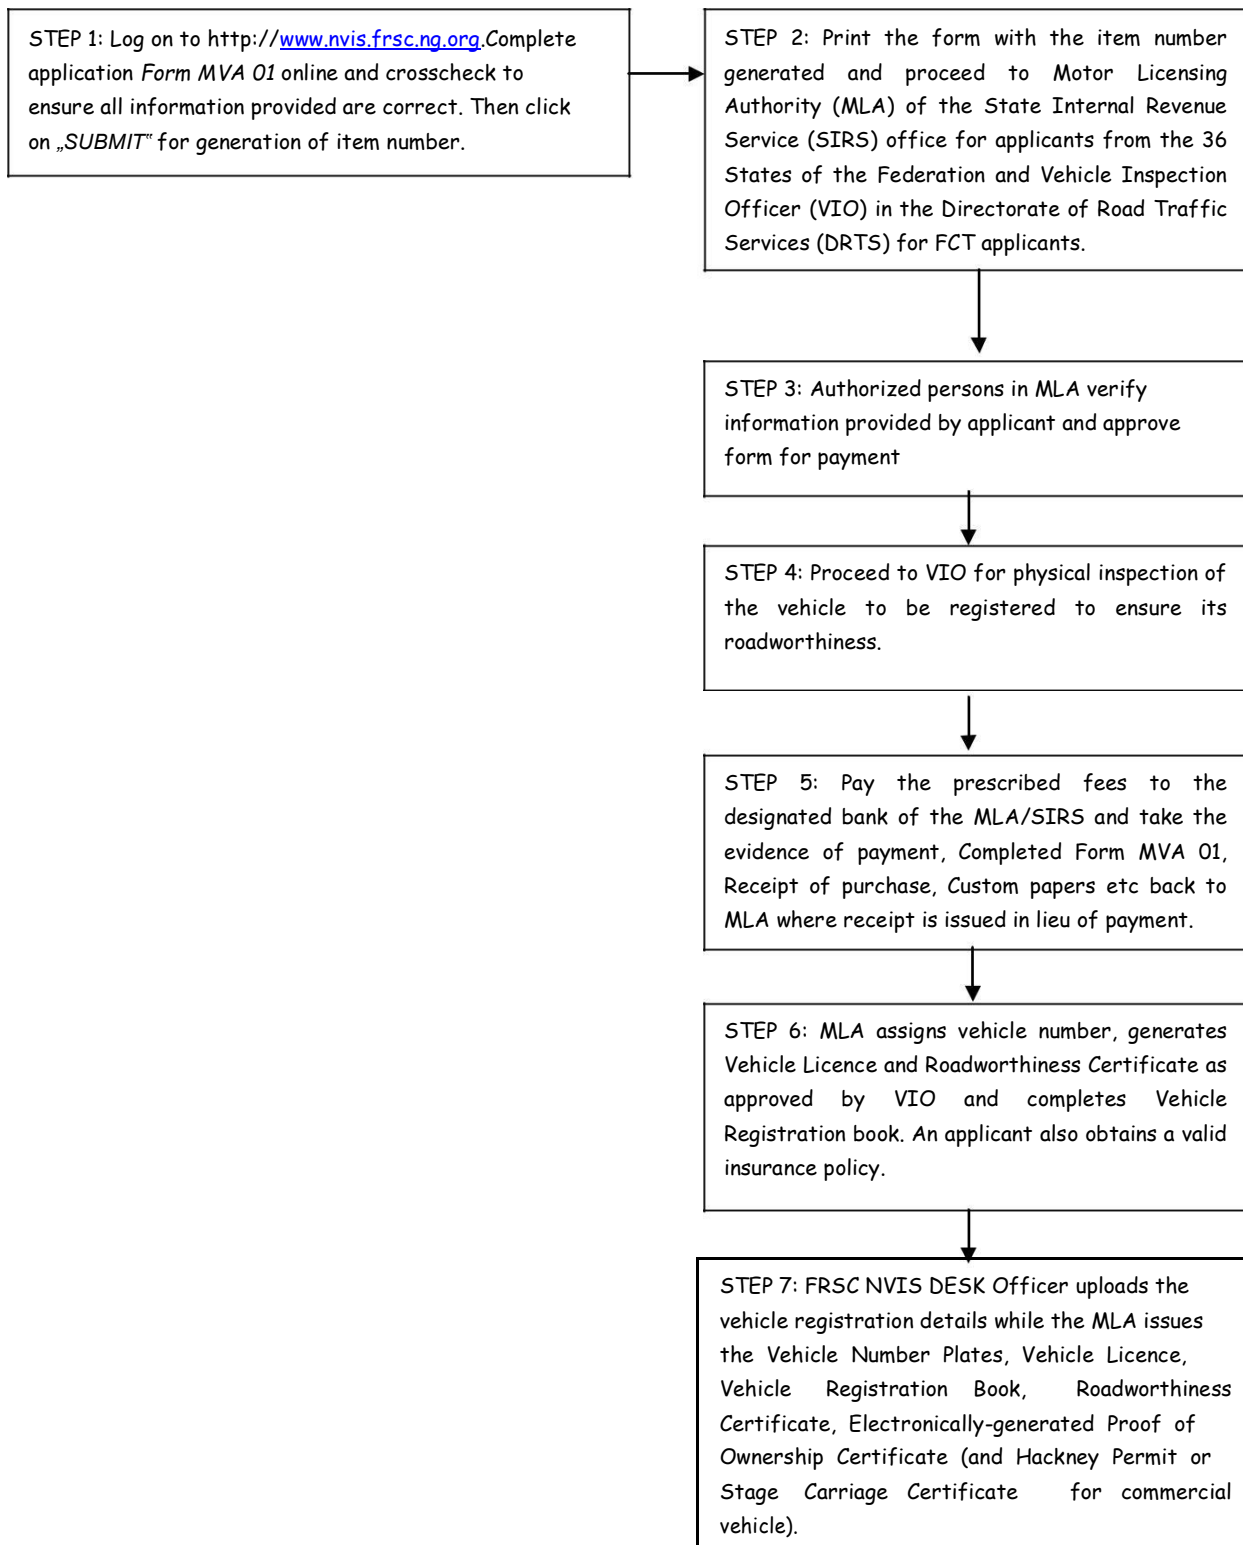 STEP 1: Log on to http://www.nvis.frsc.ng.org.Complete
application Form MVA 01 online and crosscheck to
ensure all information provided are correct. Then click
on „SUBMIT‟ for generation of item number.
STEP 2: Print the form with the item number
generated and proceed to Motor Licensing
Authority (MLA) of the State Internal Revenue
Service (SIRS) office for applicants from the 36
States of the Federation and Vehicle Inspection
Officer (VIO) in the Directorate of Road Traffic
Services (DRTS) for FCT applicants.
STEP 3: Authorized persons in MLA verify
information provided by applicant and approve
form for payment
STEP 4: Proceed to VIO for physical inspection of
the vehicle to be registered to ensure its
roadworthiness.
STEP 5: Pay the prescribed fees to the
designated bank of the MLA/SIRS and take the
evidence of payment, Completed Form MVA 01,
Receipt of purchase, Custom papers etc back to
MLA where receipt is issued in lieu of payment.
STEP 6: MLA assigns vehicle number, generates
Vehicle Licence and Roadworthiness Certificate as
approved by VIO and completes Vehicle
Registration book. An applicant also obtains a valid
insurance policy.
STEP 7: FRSC NVIS DESK Officer uploads the
vehicle registration details while the MLA issues
the Vehicle Number Plates, Vehicle Licence,
Vehicle Registration Book, Roadworthiness
Certificate, Electronically-generated Proof of
Ownership Certificate (and Hackney Permit or
Stage Carriage Certificate for commercial
vehicle).